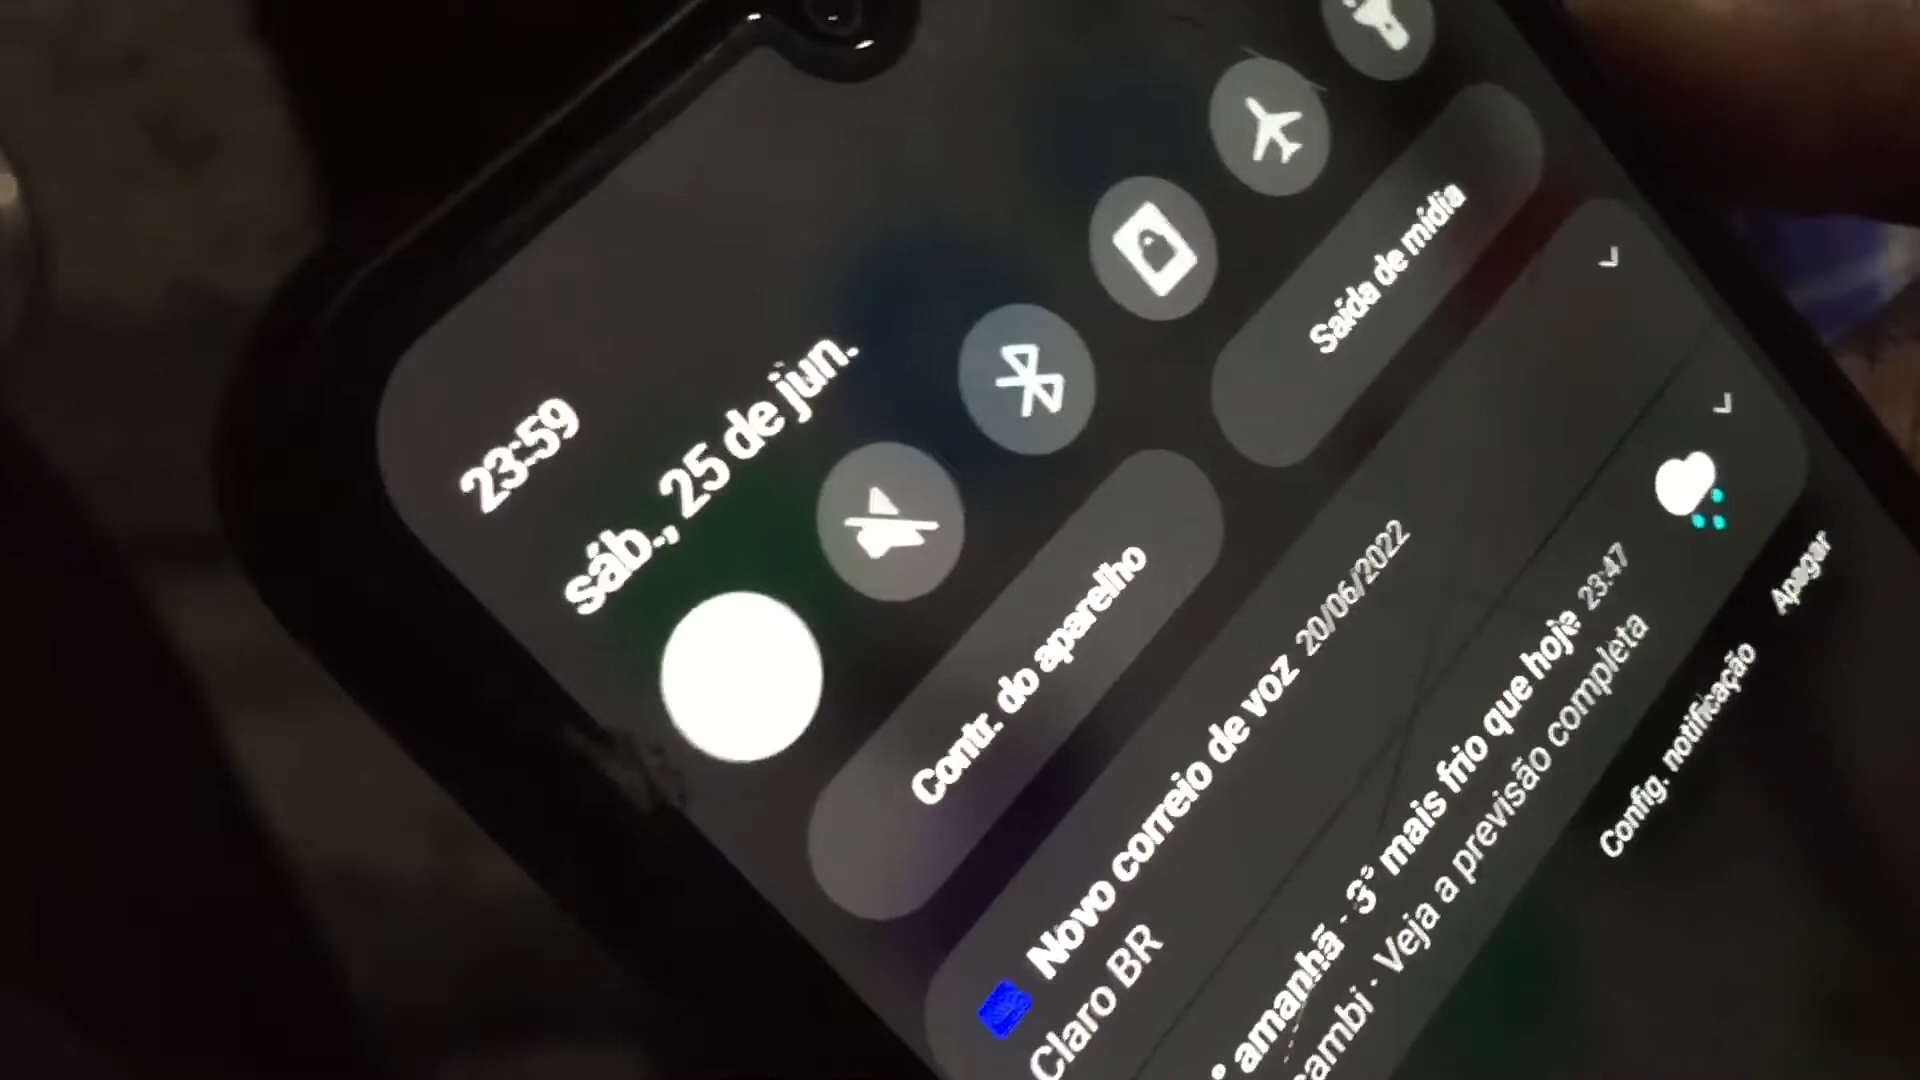 23:59
sáb., 25 de jun.
Contr. do aparelho
Saída de mídia
Novo correio de voz 20/06/2022
Claro BR
° amanhã - 3° mais frio que hoje 23:47
cambi - Veja a previsão completa
Config. notificação
Apagar